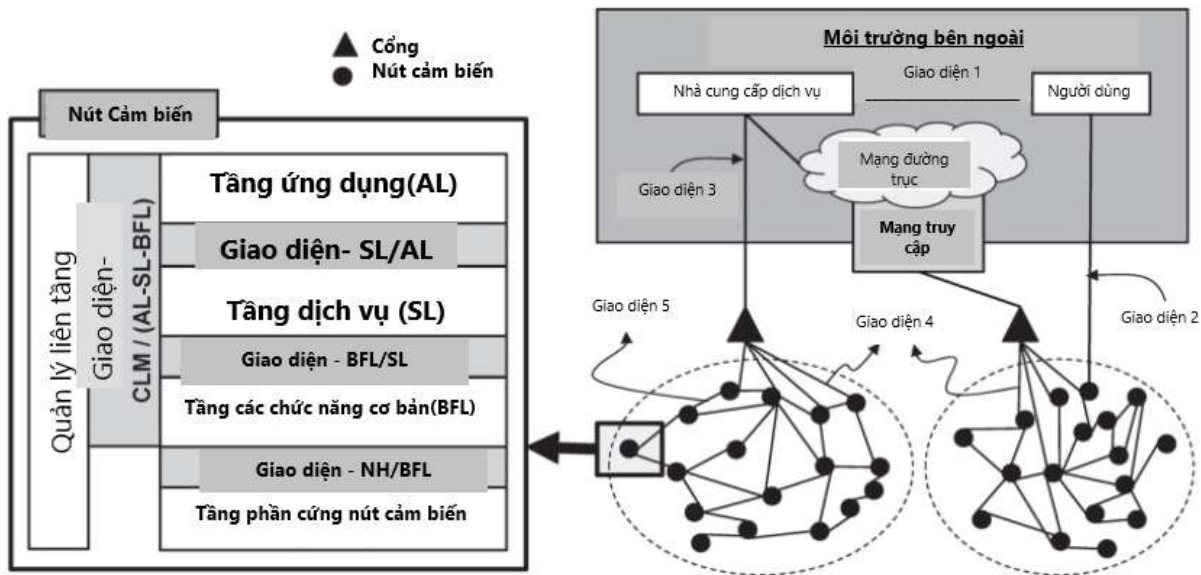 Cổng
Nút cảm biến
Nút Cảm biến
Quản lý liên tầng
Giao diện-
CLM / (AL-SL-BFL)
Tầng ứng dụng(AL)
Giao diện- SL/AL
Tầng dịch vụ (SL)
Giao diện - BFL/SL
Tầng các chức năng cơ bản(BFL)
Giao diện - NH/BFL
Tầng phần cứng nút cảm biến
Môi trường bên ngoài
Giao diện 1
Nhà cung cấp dịch vụ
Người dùng
Mạng đường
trục
Giao diện 3
Mạng truy
cập
Giao diện 5
Giao diện 4
Giao diện 2